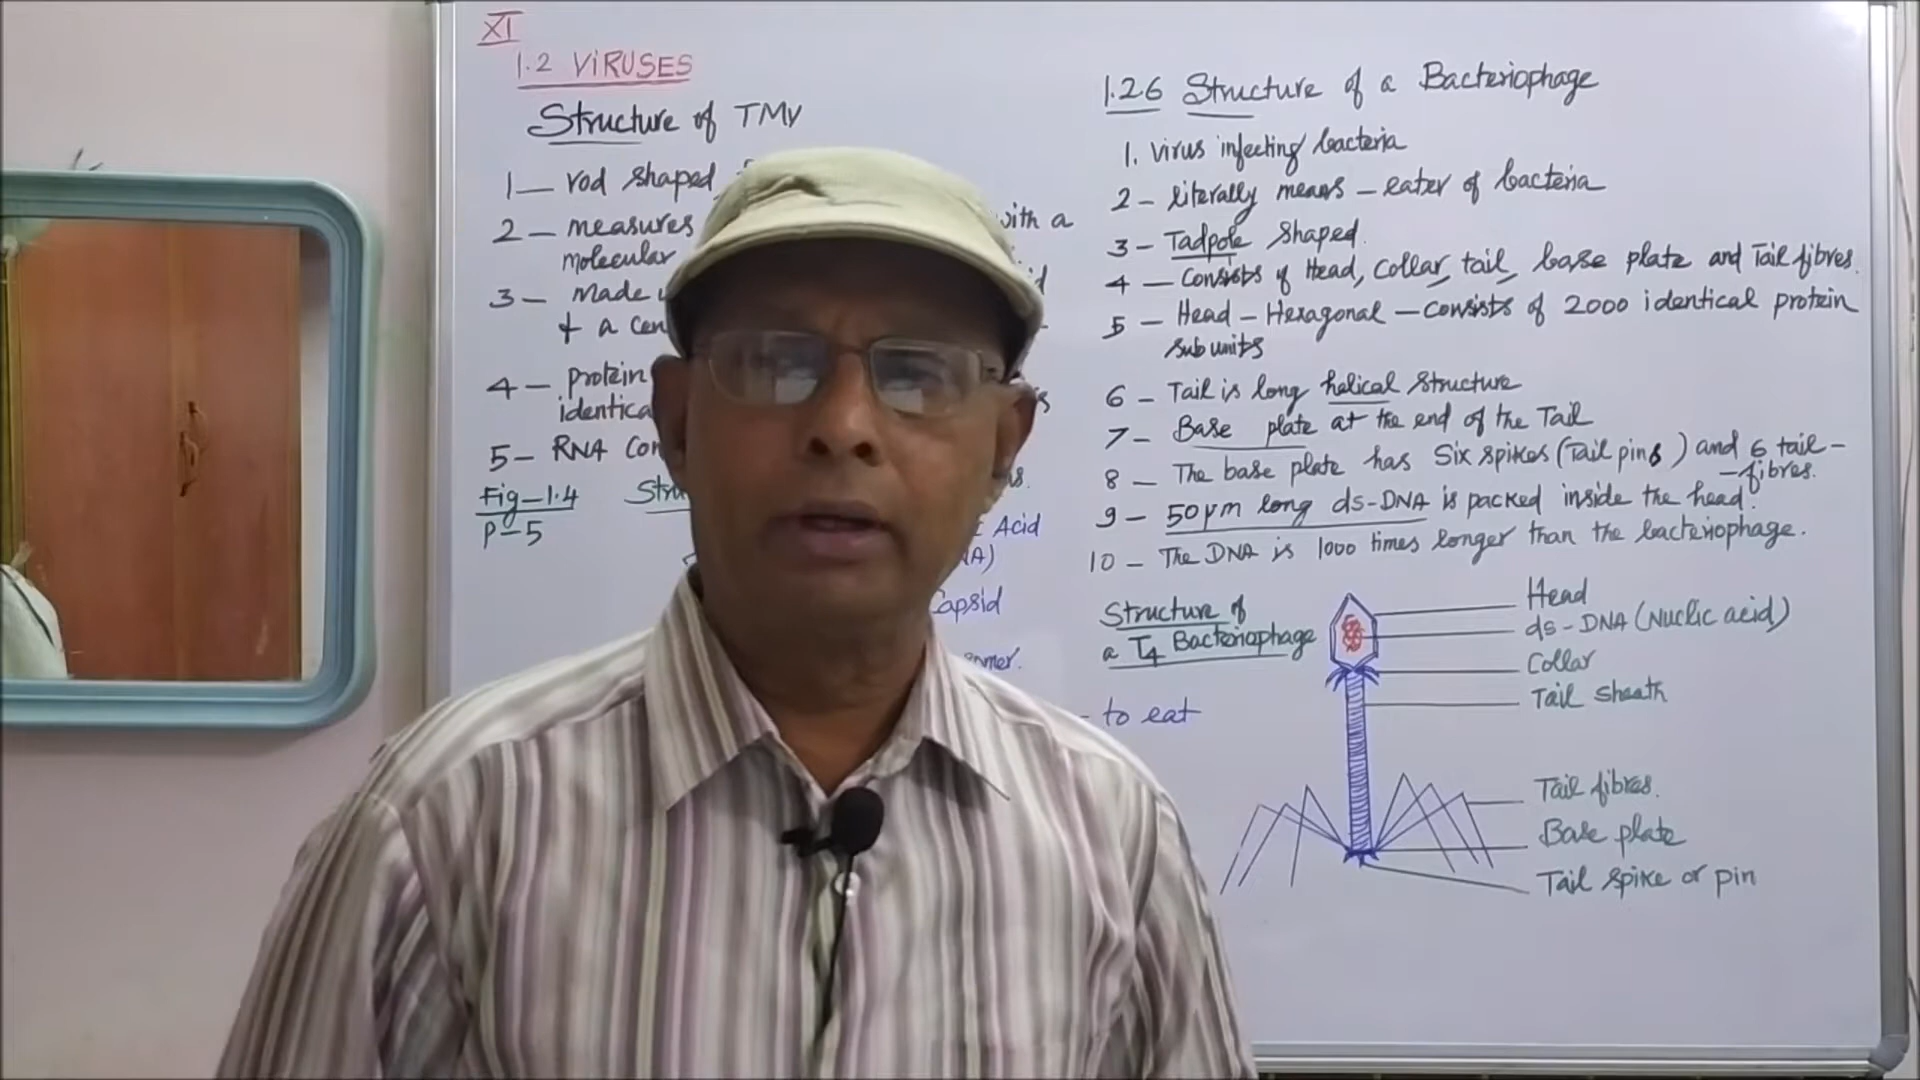 XI
1.2 ViRUSES
Structure of TMV
1— rod shaped
2— measures with a
molecular
3— Made
+ a cen
4— protein
identica
5— RNA Con
Fig-1.4
P-5
Acid
Capsid
1.2.6 Structure of a Bacteriophage
1. Virus infecting bacteria
2- literally means - eater of bacteria
3- Tadpole shaped.
4— Consists of Head, Collar, tail, base plate and Tail fibres.
5— Head - Hexagonal - consists of 2000 identical protein
sub units
6- Tail is long helical structure
7- Base plate at the end of the Tail
8— The base plate has Six spikes (Tail pins) and 6 tail-
-fibres.
9- 50µm long ds-DNA is packed inside the head.
10- The DNA is 1000 times longer than the bacteriophage.
Structure of
a T4 Bacteriophage
- to eat
Head
ds-DNA (Nuclic acid)
Collar
Tail sheath
Tail fibres.
Base plate
Tail spike or pin